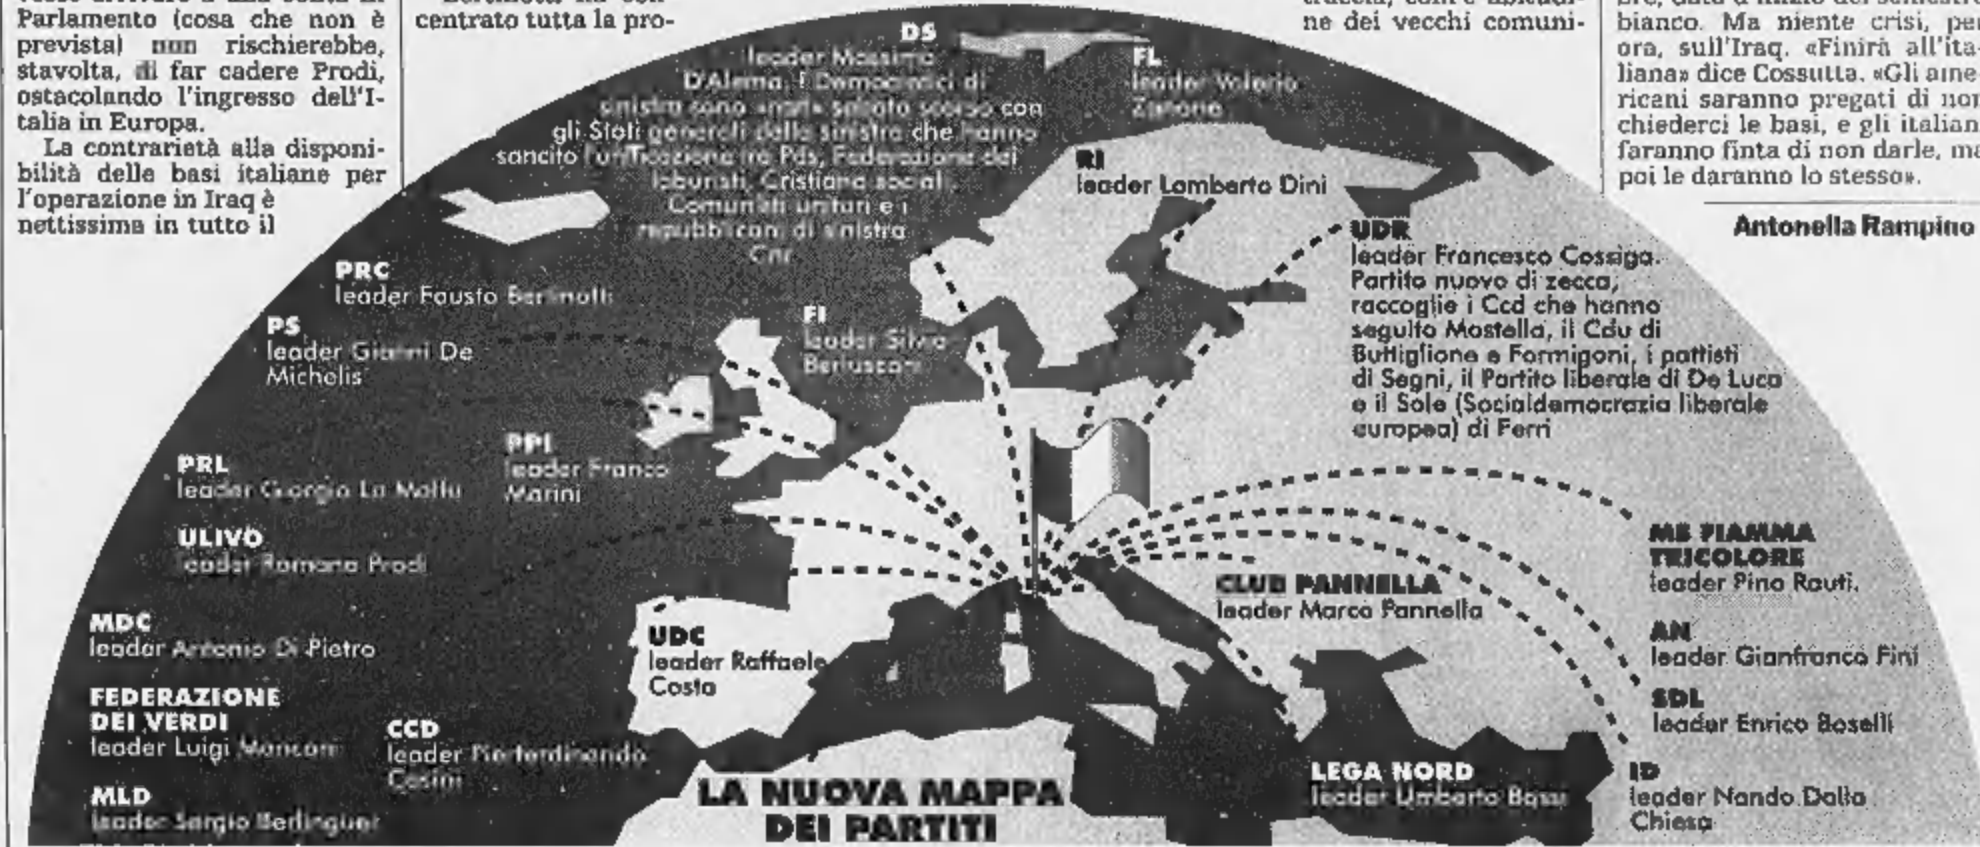 Parlamento (cosa che non è
prevista) non rischierebbe,
stavolta, di far cadere Prodi,
ostacolando l'ingresso dell'I-
talia in Europa.
La contrarietà alla disponi-
bilità delle basi italiane per
l'operazione in Iraq è
nettissima in tutto il
centrato tutta la pro-
ne dei vecchi comuni-
bianco. Ma niente crisi, per
ora, sull'Iraq. «Finirà all'ita-
liana» dice Cossutta. «Gli ame-
ricani saranno pregati di non
chiederci le basi, e gli italian
faranno finta di non darle, ma
poi le daranno lo stesso».
Antonella Rampino
DS
leader Massimo
D'Alema. I Democratici di
sinistra sono «nati» sabato scorso con
gli Stati generali della sinistra che hanno
sancito l'unificazione tra Pds, Federazione dei
laburisti, Cristiano social
Comunisti unitari e i
repubblicani di sinistra
FL
leader Valerio
Zanone
RI
leader Lamberto Dini
UDR
leader Francesco Cossiga.
Partito nuovo di zecca,
raccoglie i Ccd che hanno
seguito Mastella, il Cdu di
Buttiglione e Formigoni, i pattisti
di Segni, il Partito liberale di De Luca
e il Sole (Socialdemocrazia liberale
europea) di Ferri
PRC
leader Fausto Bertinotti
PS
leader Gianni De
Michelis
FI
leader Silvio
Berlusconi
PPI
leader Franco
Marini
PRL
leader Giorgio La Malfa
ULIVO
leader Romano Prodi
MDC
leader Antonio Di Pietro
FEDERAZIONE
DEI VERDI
leader Luigi Manconi
CCD
leader Pierferdinando
Casini
MLD
leader Sergio Berlinguer
UDC
leader Raffaele
Costa
CLUB PANNELLA
leader Marco Pannella
MS FIAMMA
TRICOLORE
leader Pino Rauti.
AN
leader Gianfranco Fini
SDL
leader Enrico Boselli
ID
leader Nando Dalla
Chiesa
LEGA NORD
leader Umberto Bossi
LA NUOVA MAPPA
DEI PARTITI